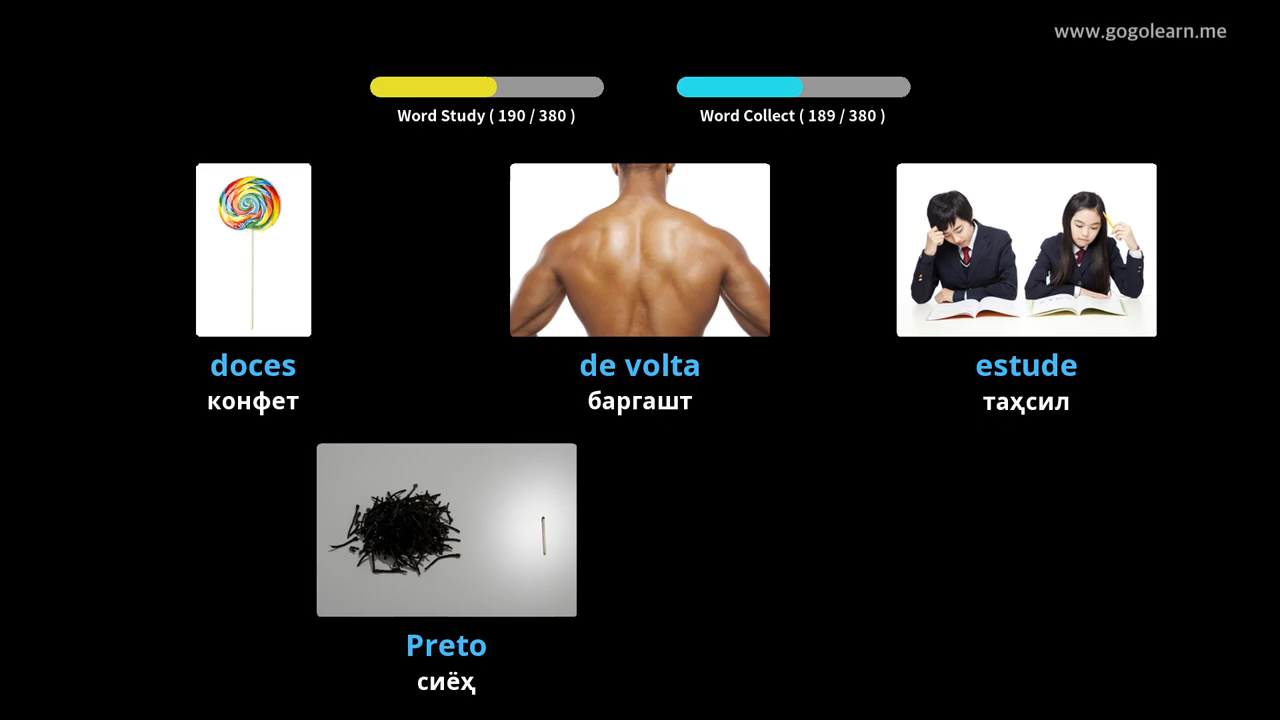 www.gogolearn.me
Word Study ( 190 / 380 )
Word Collect ( 189 / 380 )
doces
конфет
de volta
баргашт
estude
таҳсил
Preto
сиёҳ